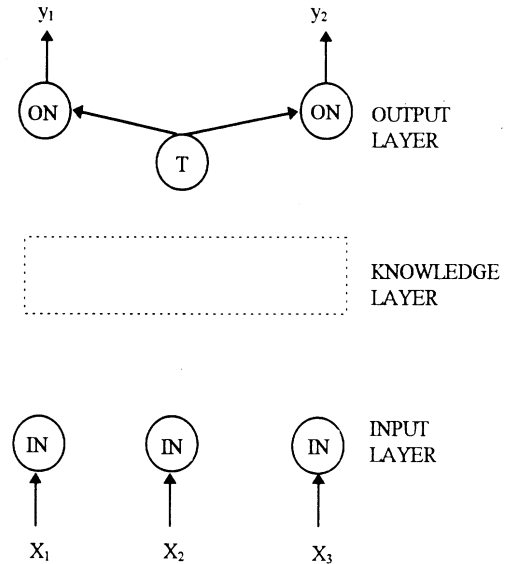 y₁ y₂
ON ON OUTPUT
LAYER
T
KNOWLEDGE
LAYER
IN IN IN INPUT
LAYER
X₁ X₂ X₃